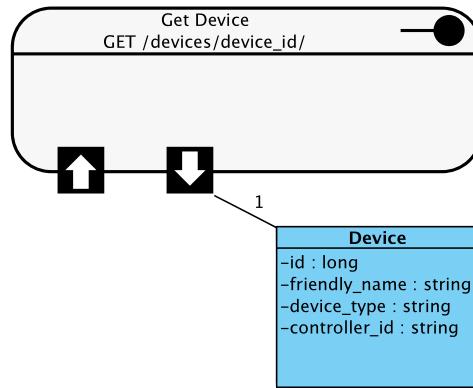 Get Device
GET /devices/device_id/
1
Device
-id : long
-friendly_name : string
-device_type : string
-controller_id : string